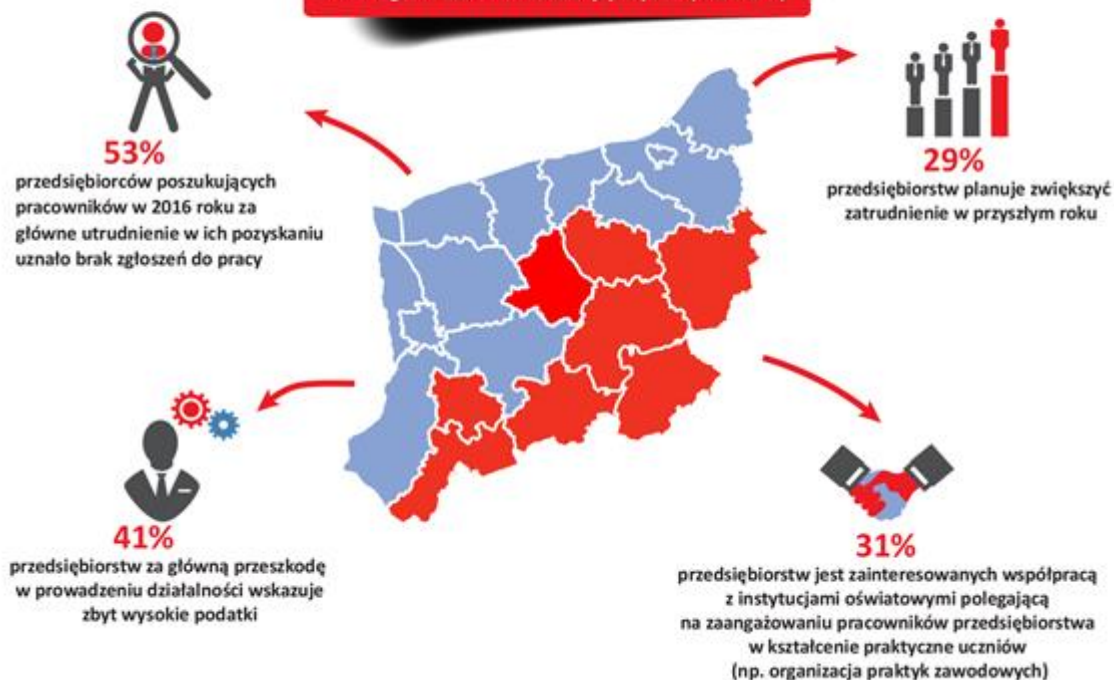 53%
przedsiębiorców poszukujących
pracowników w 2016 roku za
główne utrudnienie w ich pozyskaniu
uznało brak zgłoszeń do pracy
29%
przedsiębiorstw planuje zwiększyć
zatrudnienie w przyszłym roku
41%
przedsiębiorstw za główną przeszkodę
w prowadzeniu działalności wskazuje
zbyt wysokie podatki
31%
przedsiębiorstw jest zainteresowanych współpracą
z instytucjami oświatowymi polegającą
na zaangażowaniu pracowników przedsiębiorstwa
w kształcenie praktyczne uczniów
(np. organizacja praktyk zawodowych)